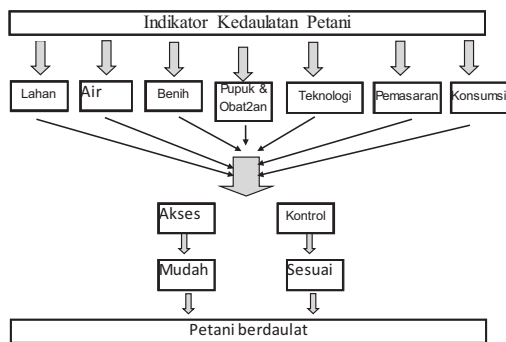 Indikator Kedaulatan Petani
Lahan
Air
Benih
Pupuk &
Obat2an
Teknologi
Pemasaran
Konsumsi
Akses
Kontrol
Mudah
Sesuai
Petani berdaulat